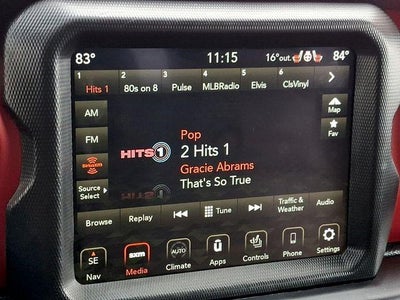 83° 11:15 16°out. 84°
1 2 3 4 5 6
Hits 1 80s on 8 Pulse MLBRadio Elvis ClsVinyl
AM
Map
FM
Fav
SiriusXM
Source
Select
HITS1
Pop
2 Hits 1
Gracie Abrams
That's So True
Browse Replay Tune Traffic & Weather Audio
SE sxm AUTO ū
Nav Media Climate Apps Controls Phone Settings